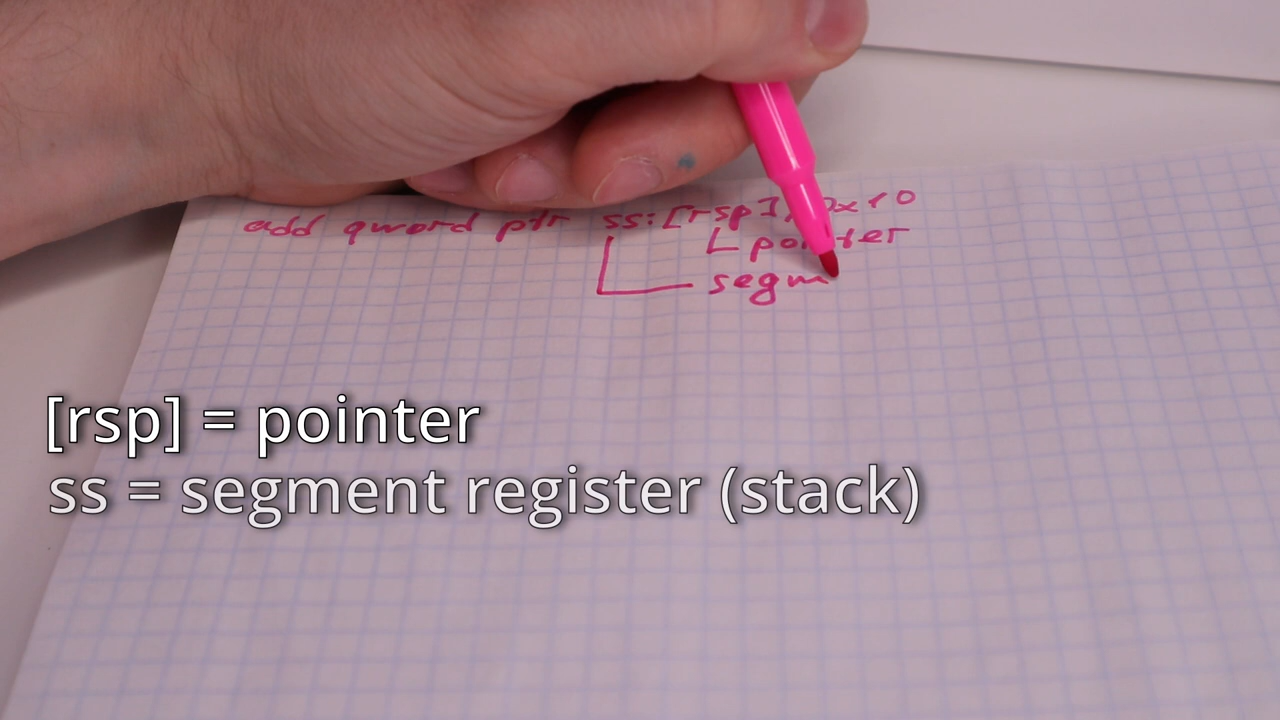 add qword ptr ss:[rsp], 0x10
pointer
segm
[rsp] = pointer
ss = segment register (stack)